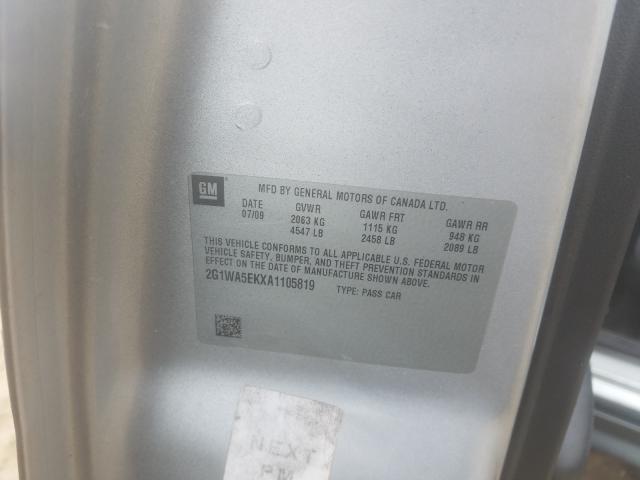 GM
MFD BY GENERAL MOTORS OF CANADA LTD.
DATE GVWR GAWR FRT GAWR RR
07/09 2063 KG 1115 KG 948 KG
4547 LB 2458 LB 2089 LB
THIS VEHICLE CONFORMS TO ALL APPLICABLE U.S. FEDERAL MOTOR
VEHICLE SAFETY, BUMPER, AND THEFT PREVENTION STANDARDS IN
EFFECT ON THE DATE OF MANUFACTURE SHOWN ABOVE.
2G1WA5EKXA1105819 TYPE: PASS CAR
NEXT
PM